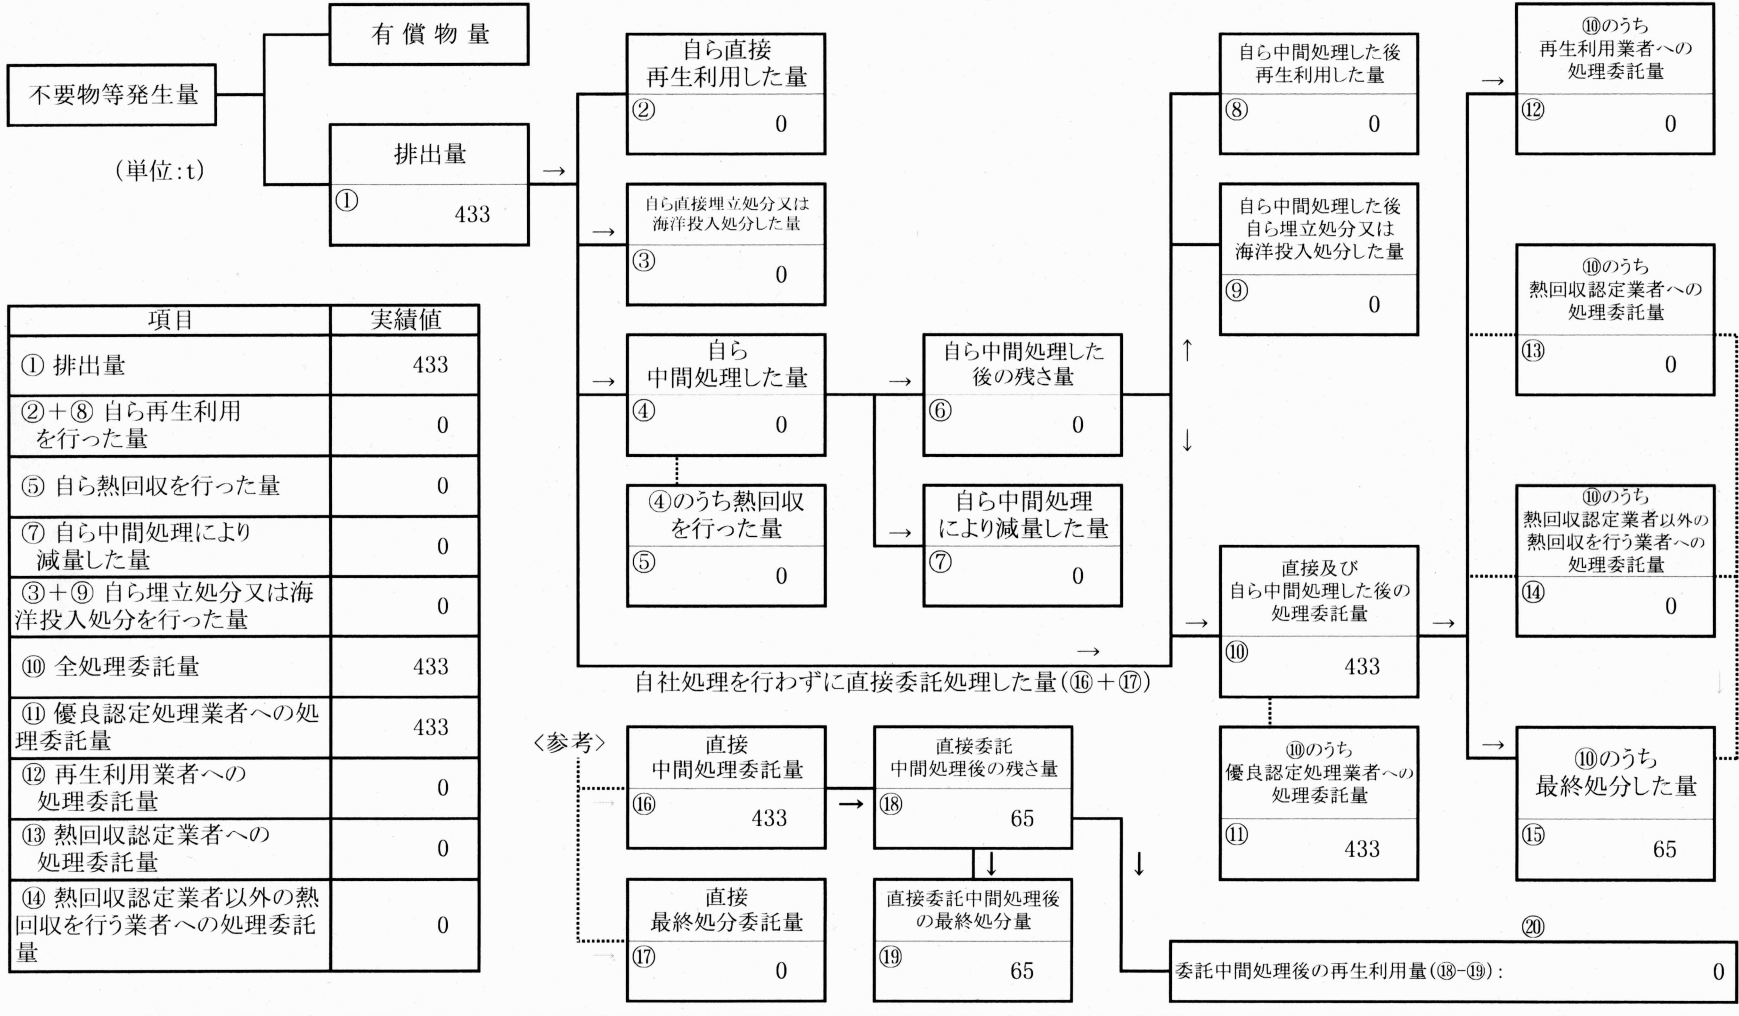 有償物量
不要物等発生量
(単位:t)
排出量
①
433
→
自ら直接
再生利用した量
②
0
→
自ら直接埋立処分又は
海洋投入処分した量
③
0
→
自ら
中間処理した量
④
0
④のうち熱回収
を行った量
⑤
0
→
自ら中間処理した
後の残さ量
⑥
0
→
自ら中間処理
により減量した量
⑦
0
自ら中間処理した後
再生利用した量
⑧
0
自ら中間処理した後
自ら埋立処分又は
海洋投入処分した量
⑨
0
↑
↓
→
自社処理を行わずに直接委託処理した量(⑯+⑰)
→
直接及び
自ら中間処理した後の
処理委託量
⑩
433
→
⑩のうち
優良認定処理業者への
処理委託量
⑪
433
→
⑩のうち
再生利用業者への
処理委託量
⑫
0
⑩のうち
熱回収認定業者への
処理委託量
⑬
0
⑩のうち
熱回収認定業者以外の
熱回収を行う業者への
処理委託量
⑭
0
→
⑩のうち
最終処分した量
⑮
65
〈参考〉
→
直接
中間処理委託量
⑯
433
→
直接
最終処分委託量
⑰
0
→
直接委託
中間処理後の残さ量
⑱
65
↓
直接委託中間処理後
の最終処分量
⑲
65
↓
⑳
委託中間処理後の再生利用量(⑱-⑲): 0
項目 実績値
① 排出量 433
②+⑧ 自ら再生利用
を行った量 0
⑤ 自ら熱回収を行った量 0
⑦ 自ら中間処理により
減量した量 0
③+⑨ 自ら埋立処分又は海
洋投入処分を行った量 0
⑩ 全処理委託量 433
⑪ 優良認定処理業者への処
理委託量 433
⑫ 再生利用業者への
処理委託量 0
⑬ 熱回収認定業者への
処理委託量 0
⑭ 熱回収認定業者以外の熱
回収を行う業者への処理委託
量 0